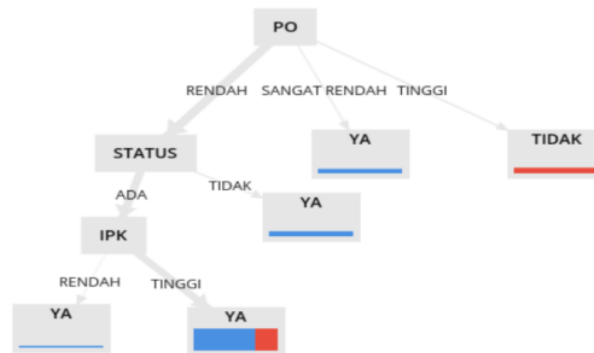 PO
RENDAH SANGAT RENDAH TINGGI
STATUS YA TIDAK
ADA TIDAK
YA
IPK
RENDAH TINGGI
YA YA